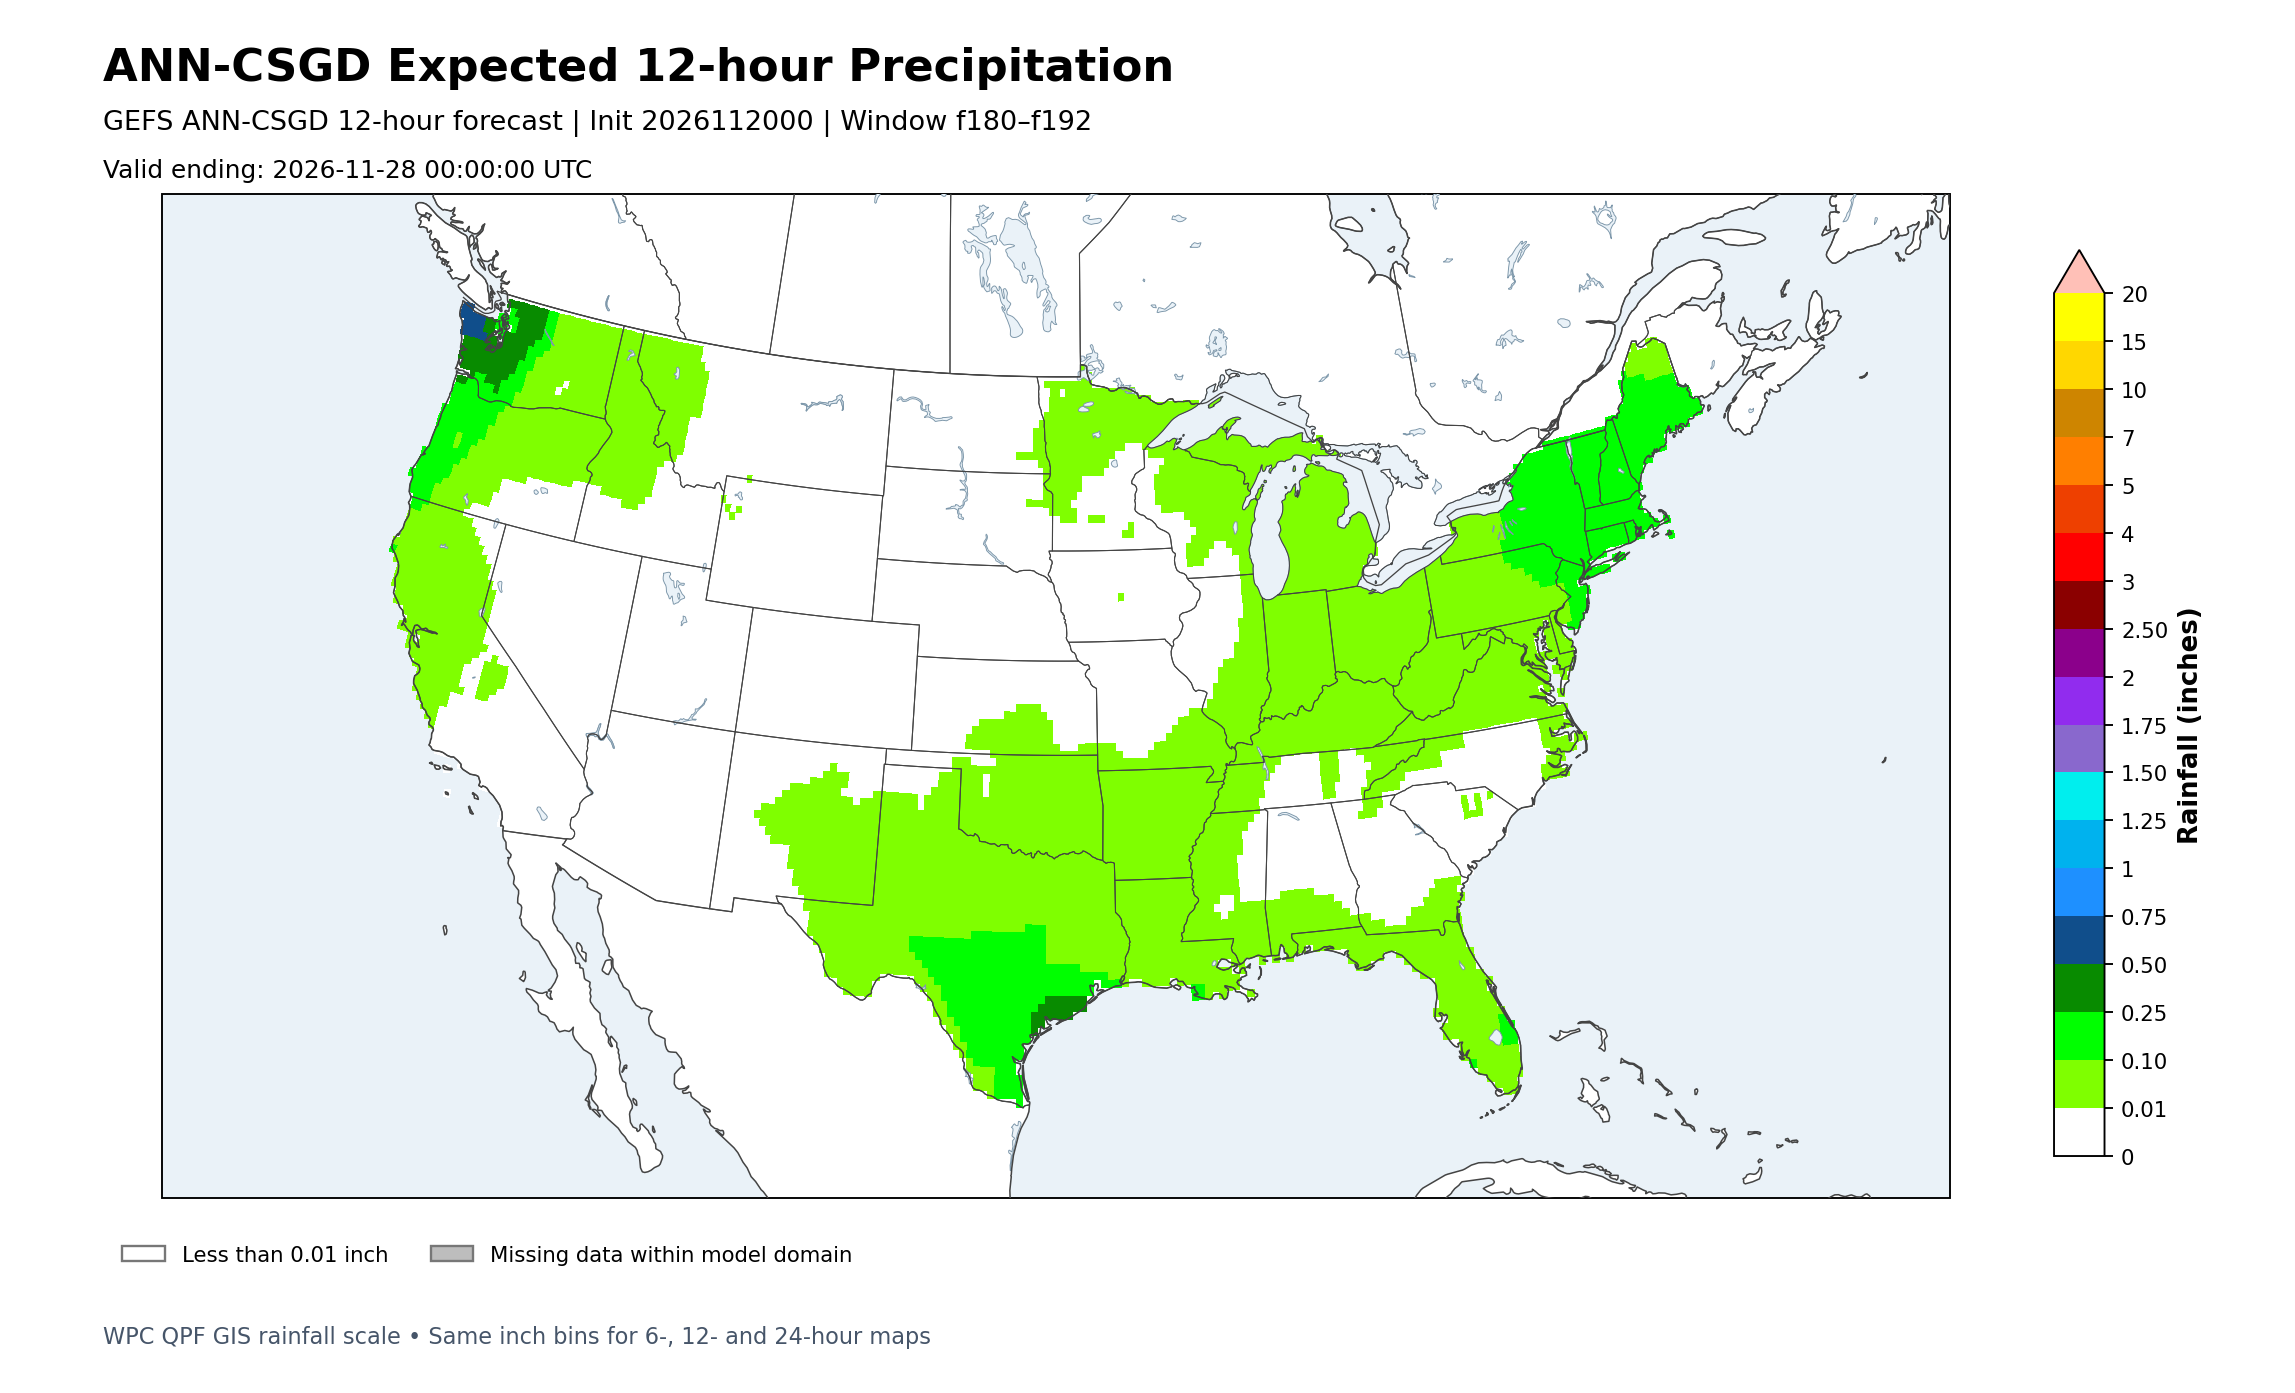 ANN-CSGD Expected 12-hour Precipitation
GEFS ANN-CSGD 12-hour forecast | Init 2026112000 | Window f180–f192
Valid ending: 2026-11-28 00:00:00 UTC
20
15
10
7
5
4
3
2.50
2
1.75
1.50
1.25
1
0.75
0.50
0.25
0.10
0.01
0
Rainfall (inches)
Less than 0.01 inch
Missing data within model domain
WPC QPF GIS rainfall scale • Same inch bins for 6-, 12- and 24-hour maps